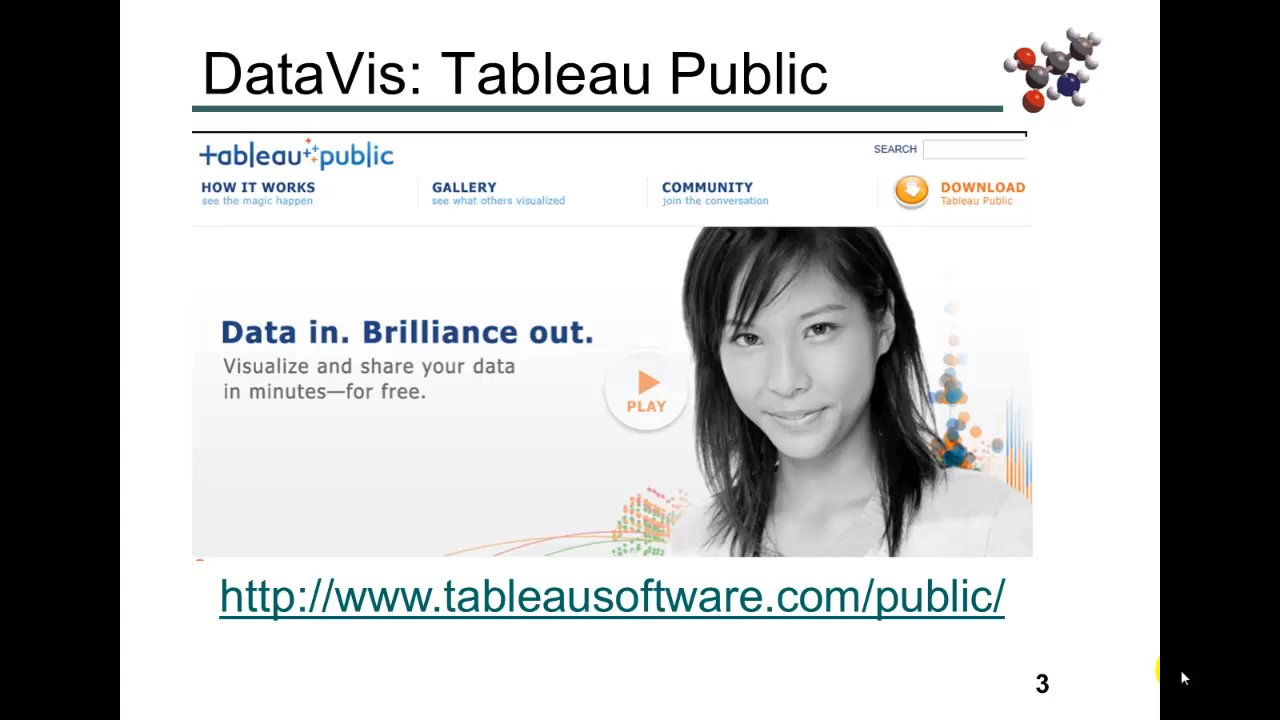 DataVis: Tableau Public
tableau public
SEARCH
HOW IT WORKS
see the magic happen
GALLERY
see what others visualized
COMMUNITY
join the conversation
DOWNLOAD
Tableau Public
Data in. Brilliance out.
Visualize and share your data
in minutes—for free.
PLAY
http://www.tableausoftware.com/public/
3